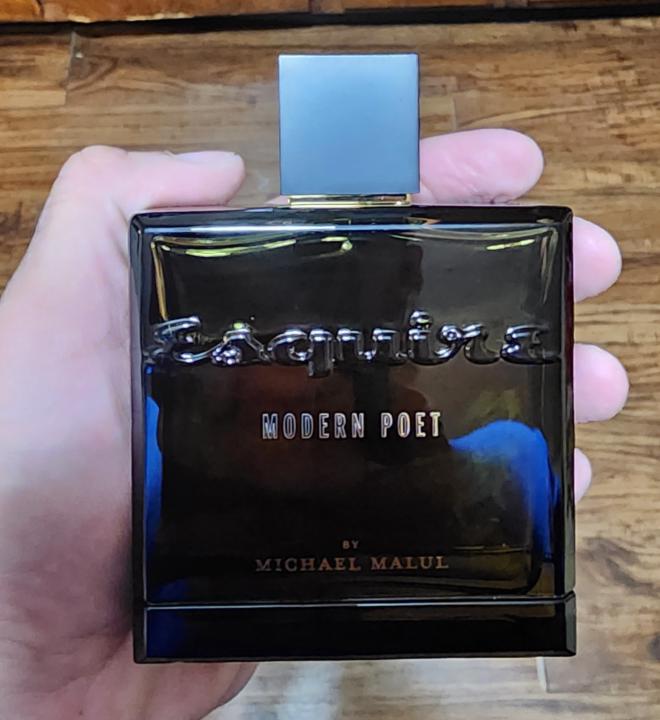 Esquire
MODERN POET
BY
MICHAEL MALUL